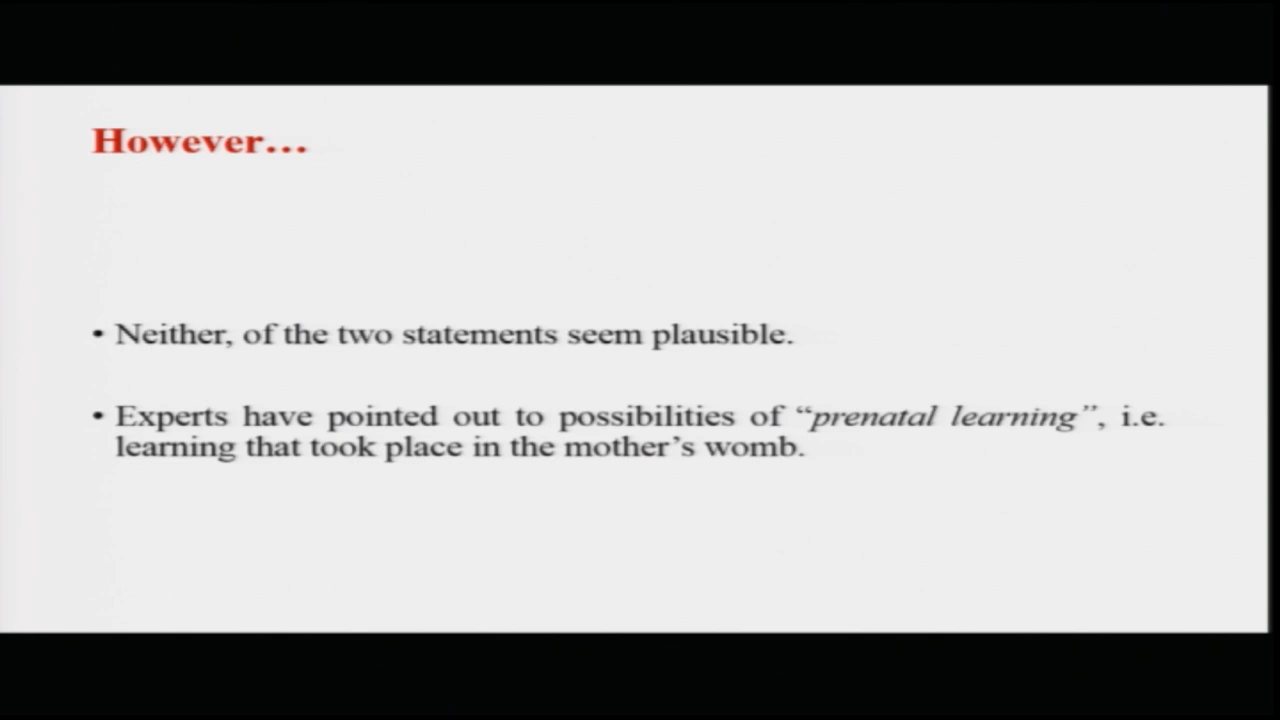 However...
• Neither, of the two statements seem plausible.
• Experts have pointed out to possibilities of “prenatal learning”, i.e.
learning that took place in the mother’s womb.